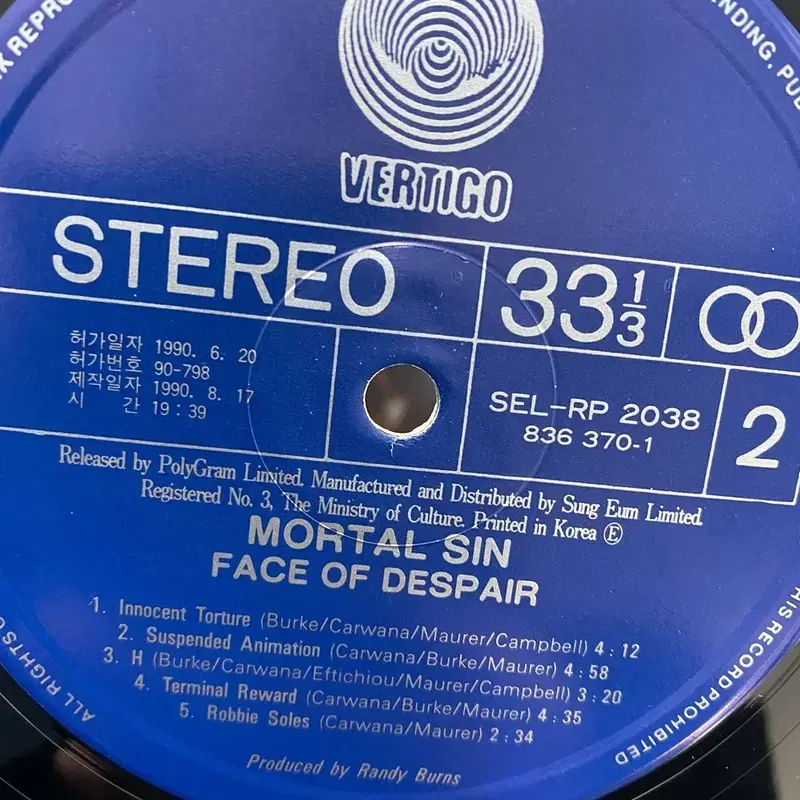 VERTIGO
STEREO
33 1/3
허가일자 1990. 6. 20
허가번호 90-798
제작일자 1990. 8. 17
시 간 19 : 39
SEL-RP 2038
836 370-1
2
Released by PolyGram Limited. Manufactured and Distributed by Sung Eum Limited.
Registered No. 3, The Ministry of Culture. Printed in Korea Ⓔ
MORTAL SIN
FACE OF DESPAIR
1. Innocent Torture (Burke/Carwana/Maurer/Campbell) 4 : 12
2. Suspended Animation (Carwana/Burke/Maurer) 4 : 58
3. H (Burke/Carwana/Eftichiou/Maurer/Campbell) 3 : 20
4. Terminal Reward (Carwana/Burke/Maurer) 4 : 35
5. Robbie Soles (Carwana/Maurer) 2 : 34
Produced by Randy Burns
ALL RIGHTS
RECORD PROHIBITED